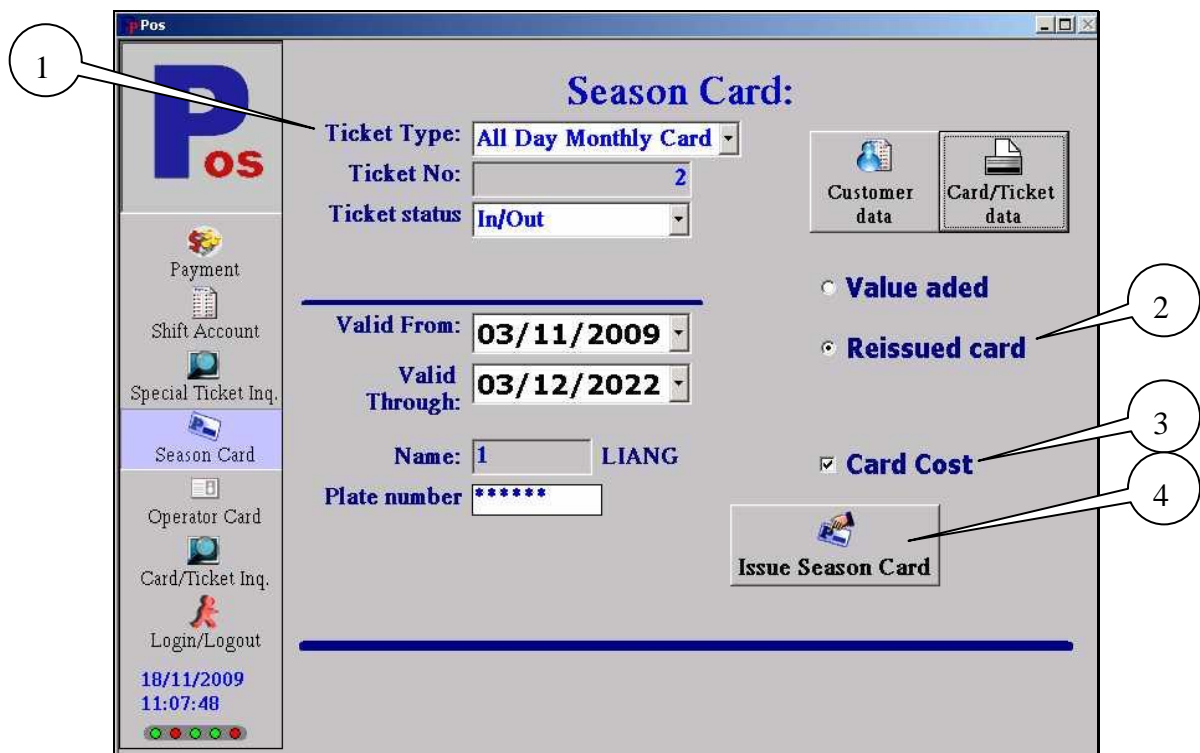 Pos
1
Pos
Season Card:
Ticket Type: All Day Monthly Card
Ticket No: 2
Ticket status In/Out
Customer data
Card/Ticket data
Payment
Shift Account
Special Ticket Inq.
Season Card
Operator Card
Card/Ticket Inq.
Login/Logout
18/11/2009
11:07:48
Value aded
2
Reissued card
Valid From: 03/11/2009
Valid Through: 03/12/2022
Name: 1 LIANG
Plate number ******
3
Card Cost
4
Issue Season Card